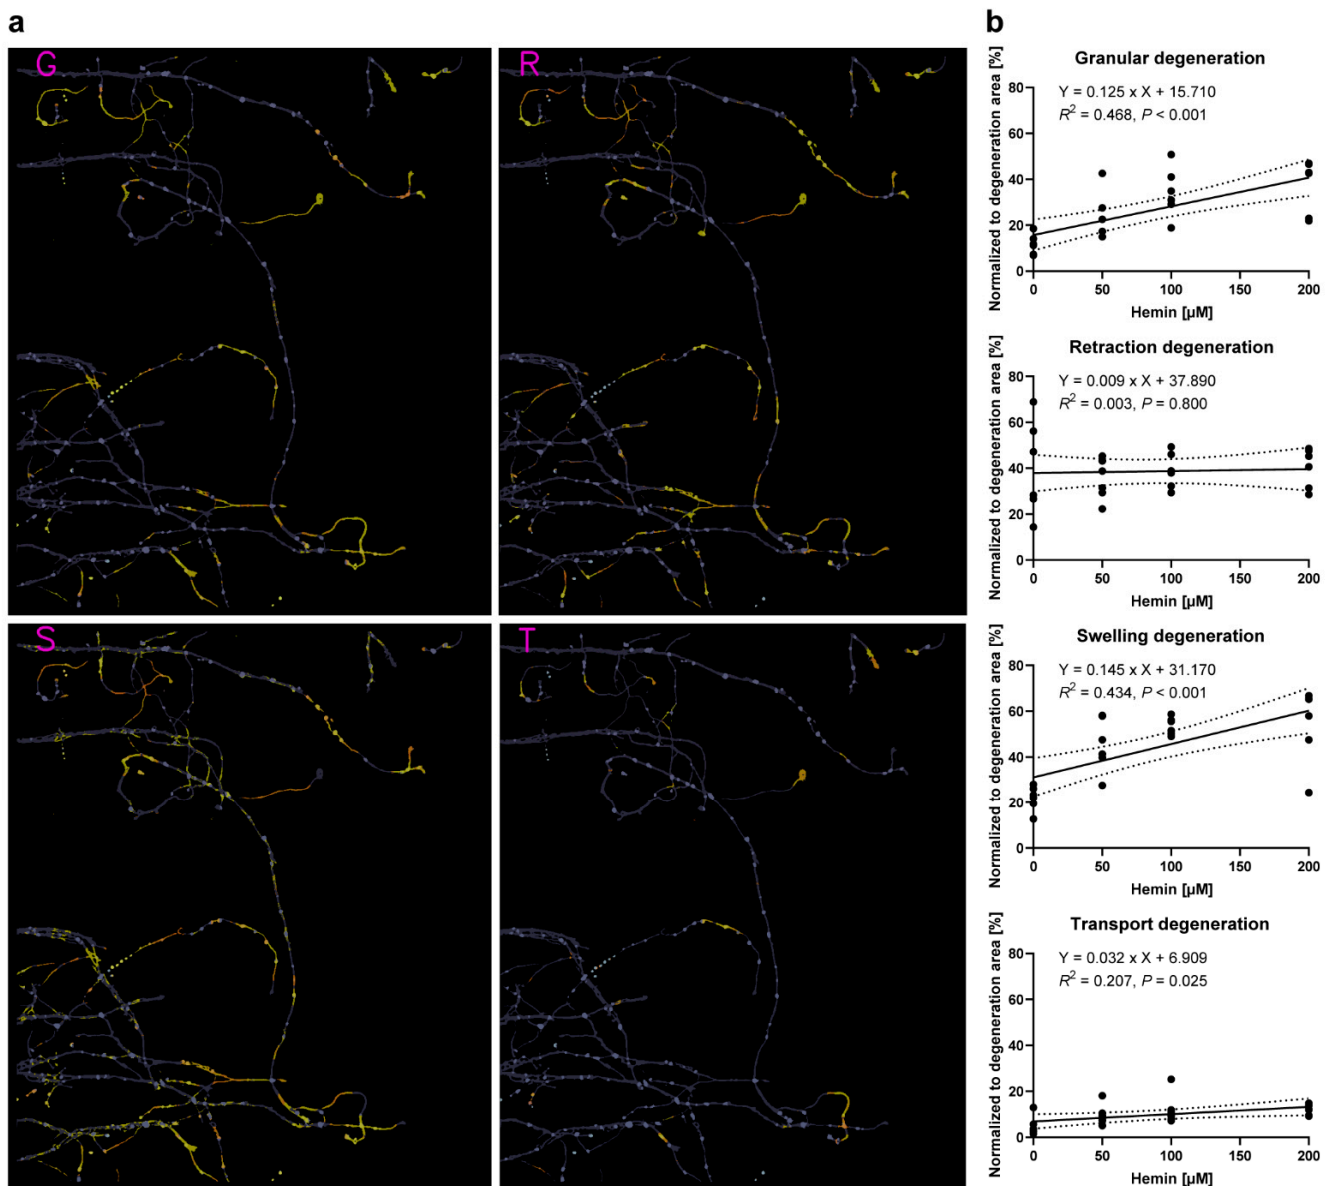 a
G
R
S
T
b
Granular degeneration
Normalized to degeneration area [%]
Y = 0.125 x X + 15.710
R² = 0.468, P < 0.001
80
60
40
20
0
0 50 100 150 200
Hemin [µM]
Retraction degeneration
Normalized to degeneration area [%]
Y = 0.009 x X + 37.890
R² = 0.003, P = 0.800
80
60
40
20
0
0 50 100 150 200
Hemin [µM]
Swelling degeneration
Normalized to degeneration area [%]
Y = 0.145 x X + 31.170
R² = 0.434, P < 0.001
80
60
40
20
0
0 50 100 150 200
Hemin [µM]
Transport degeneration
Normalized to degeneration area [%]
Y = 0.032 x X + 6.909
R² = 0.207, P = 0.025
80
60
40
20
0
0 50 100 150 200
Hemin [µM]